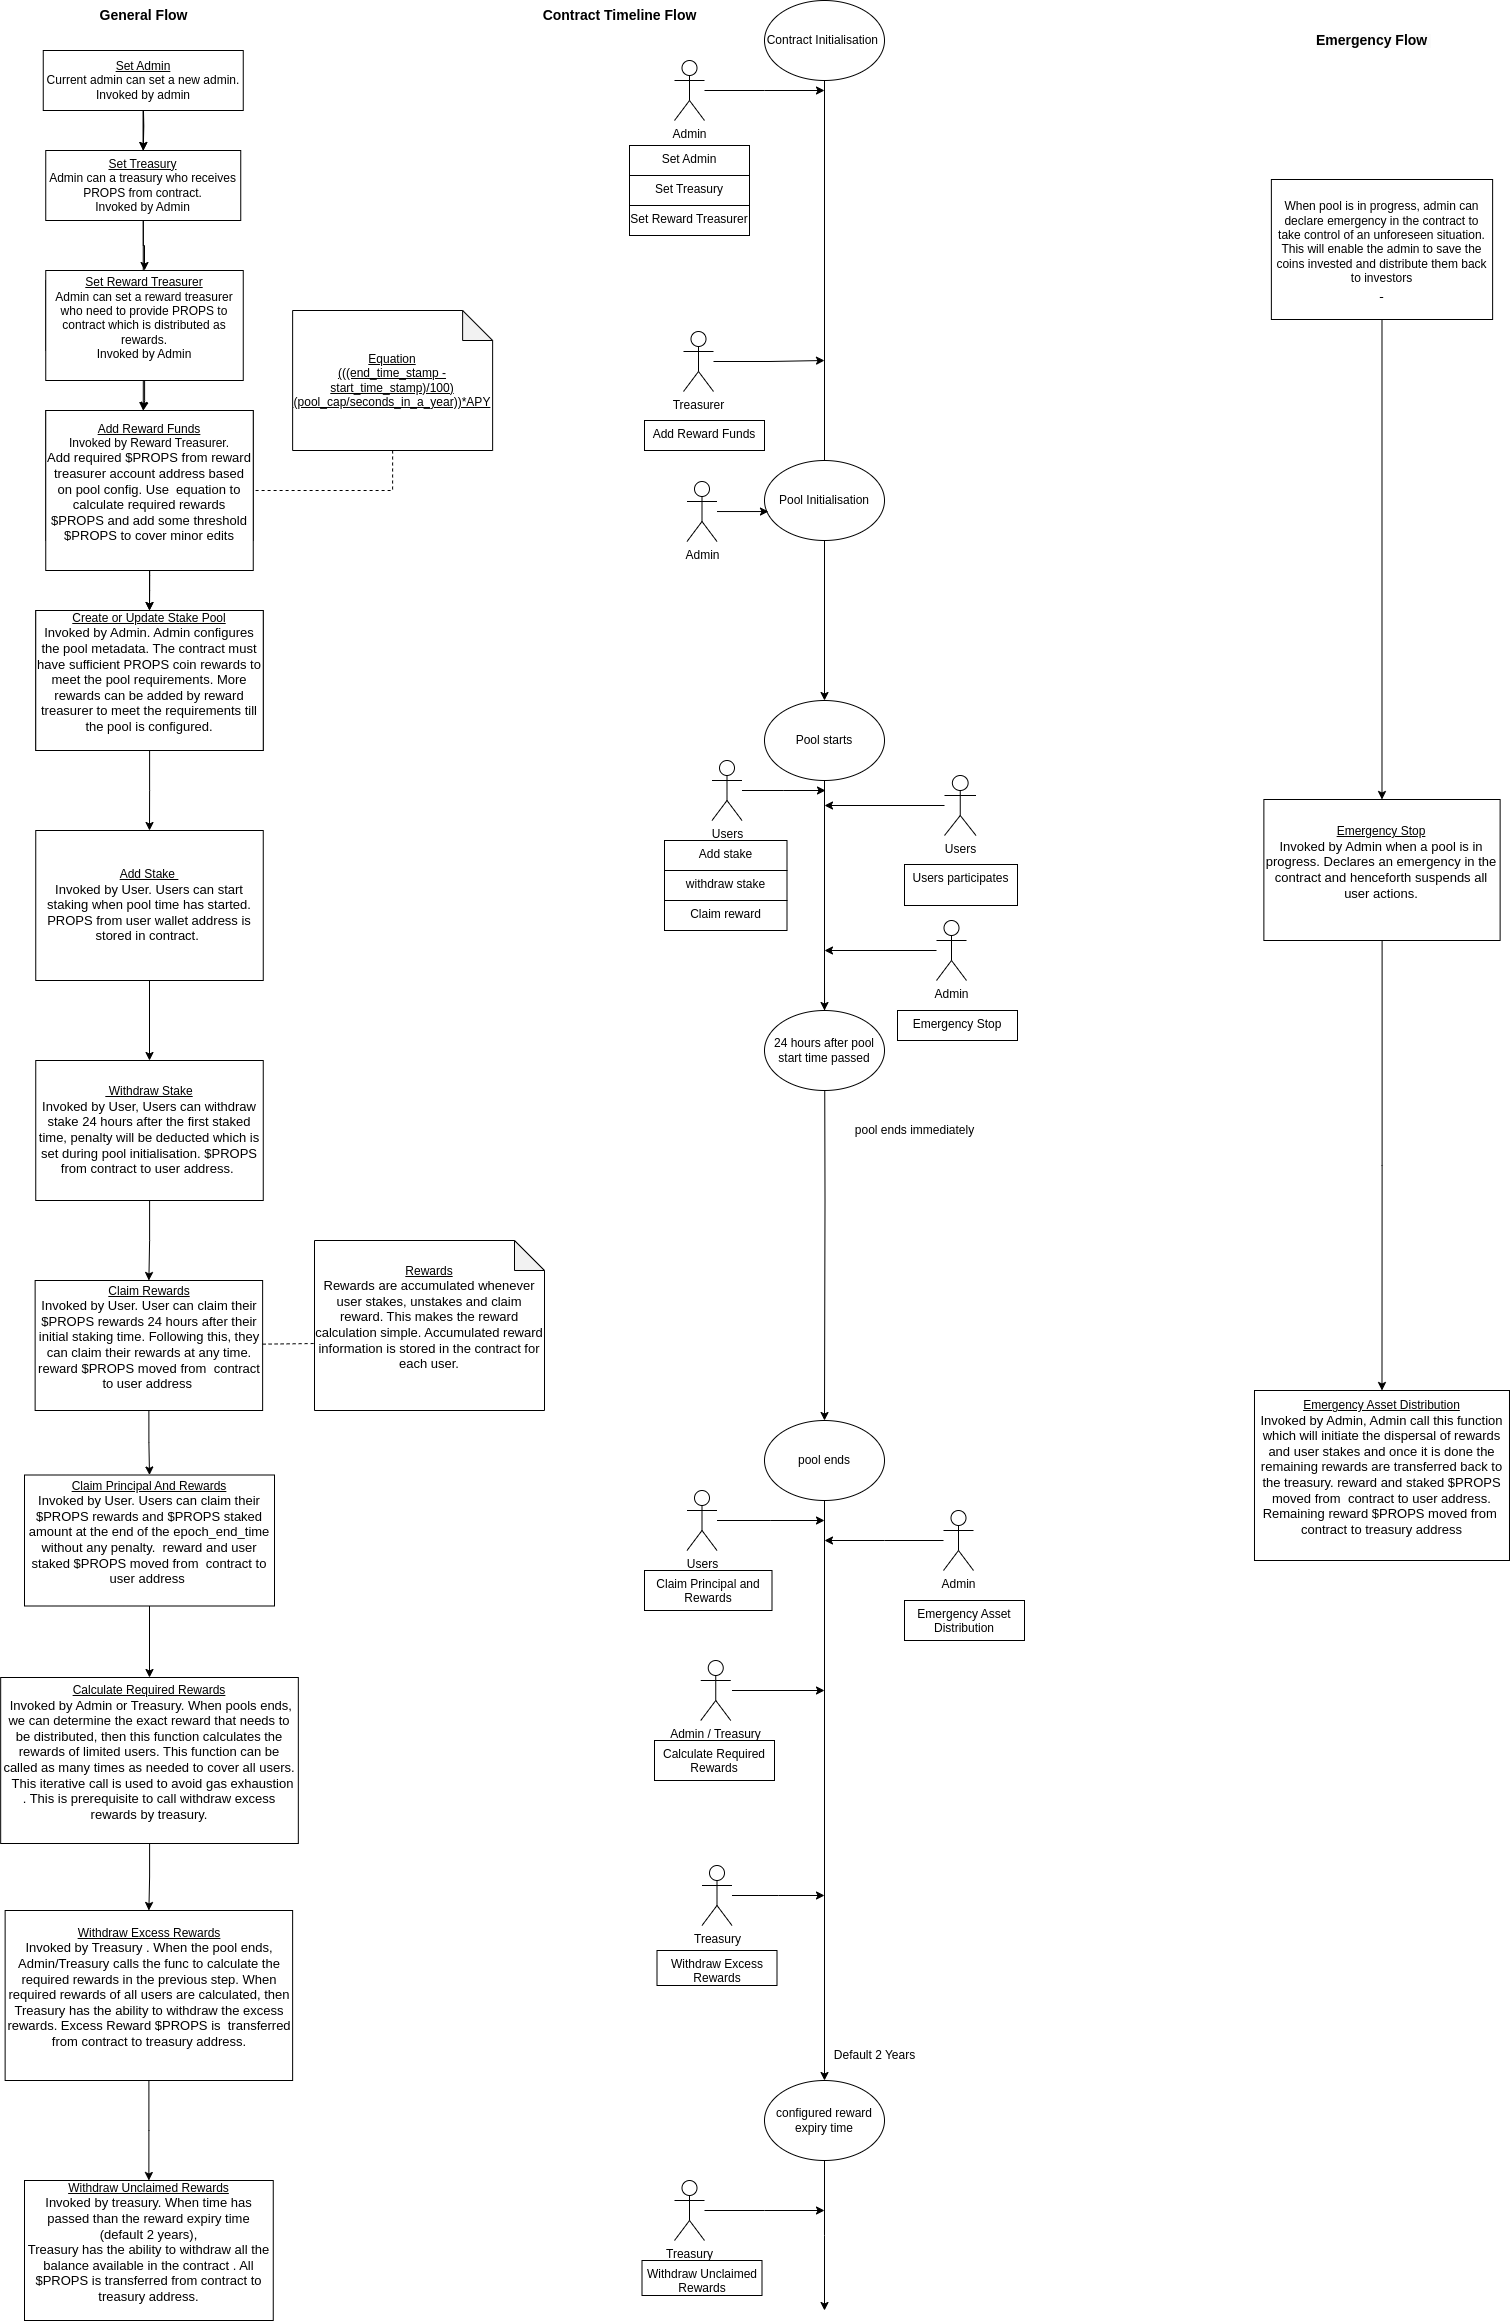 General Flow
Set Admin
Current admin can set a new admin.
Invoked by admin
Set Treasury
Admin can a treasury who receives
PROPS from contract.
Invoked by Admin
Set Reward Treasurer
Admin can set a reward treasurer
who need to provide PROPS to
contract which is distributed as
rewards.
Invoked by Admin
Equation
(((end_time_stamp -
start_time_stamp)/100)
(pool_cap/seconds_in_a_year))*APY
Add Reward Funds
Invoked by Reward Treasurer.
Add required $PROPS from reward
treasurer account address based
on pool config. Use equation to
calculate required rewards
$PROPS and add some threshold
$PROPS to cover minor edits
Create or Update Stake Pool
Invoked by Admin. Admin configures
the pool metadata. The contract must
have sufficient PROPS coin rewards to
meet the pool requirements. More
rewards can be added by reward
treasurer to meet the requirements till
the pool is configured.
Add Stake
Invoked by User. Users can start
staking when pool time has started.
PROPS from user wallet address is
stored in contract.
Withdraw Stake
Invoked by User, Users can withdraw
stake 24 hours after the first staked
time, penalty will be deducted which is
set during pool initialisation. $PROPS
from contract to user address.
Claim Rewards
Invoked by User. User can claim their
$PROPS rewards 24 hours after their
initial staking time. Following this, they
can claim their rewards at any time.
reward $PROPS moved from contract
to user address
Rewards
Rewards are accumulated whenever
user stakes, unstakes and claim
reward. This makes the reward
calculation simple. Accumulated reward
information is stored in the contract for
each user.
Claim Principal And Rewards
Invoked by User. Users can claim their
$PROPS rewards and $PROPS staked
amount at the end of the epoch_end_time
without any penalty. reward and user
staked $PROPS moved from contract to
user address
Calculate Required Rewards
Invoked by Admin or Treasury. When pools ends,
we can determine the exact reward that needs to
be distributed, then this function calculates the
rewards of limited users. This function can be
called as many times as needed to cover all users.
This iterative call is used to avoid gas exhaustion
. This is prerequisite to call withdraw excess
rewards by treasury.
Withdraw Excess Rewards
Invoked by Treasury . When the pool ends,
Admin/Treasury calls the func to calculate the
required rewards in the previous step. When
required rewards of all users are calculated, then
Treasury has the ability to withdraw the excess
rewards. Excess Reward $PROPS is transferred
from contract to treasury address.
Withdraw Unclaimed Rewards
Invoked by treasury. When time has
passed than the reward expiry time
(default 2 years),
Treasury has the ability to withdraw all the
balance available in the contract . All
$PROPS is transferred from contract to
treasury address.
Contract Timeline Flow
Contract Initialisation
Admin
Set Admin
Set Treasury
Set Reward Treasurer
Treasurer
Add Reward Funds
Pool Initialisation
Admin
Pool starts
Users
Add stake
withdraw stake
Claim reward
Users
Users participates
Admin
Emergency Stop
24 hours after pool
start time passed
pool ends immediately
pool ends
Users
Claim Principal and
Rewards
Admin
Emergency Asset
Distribution
Admin / Treasury
Calculate Required
Rewards
Treasury
Withdraw Excess
Rewards
Default 2 Years
configured reward
expiry time
Treasury
Withdraw Unclaimed
Rewards
Emergency Flow
When pool is in progress, admin can
declare emergency in the contract to
take control of an unforeseen situation.
This will enable the admin to save the
coins invested and distribute them back
to investors
-
Emergency Stop
Invoked by Admin when a pool is in
progress. Declares an emergency in the
contract and henceforth suspends all
user actions.
Emergency Asset Distribution
Invoked by Admin, Admin call this function
which will initiate the dispersal of rewards
and user stakes and once it is done the
remaining rewards are transferred back to
the treasury. reward and staked $PROPS
moved from contract to user address.
Remaining reward $PROPS moved from
contract to treasury address